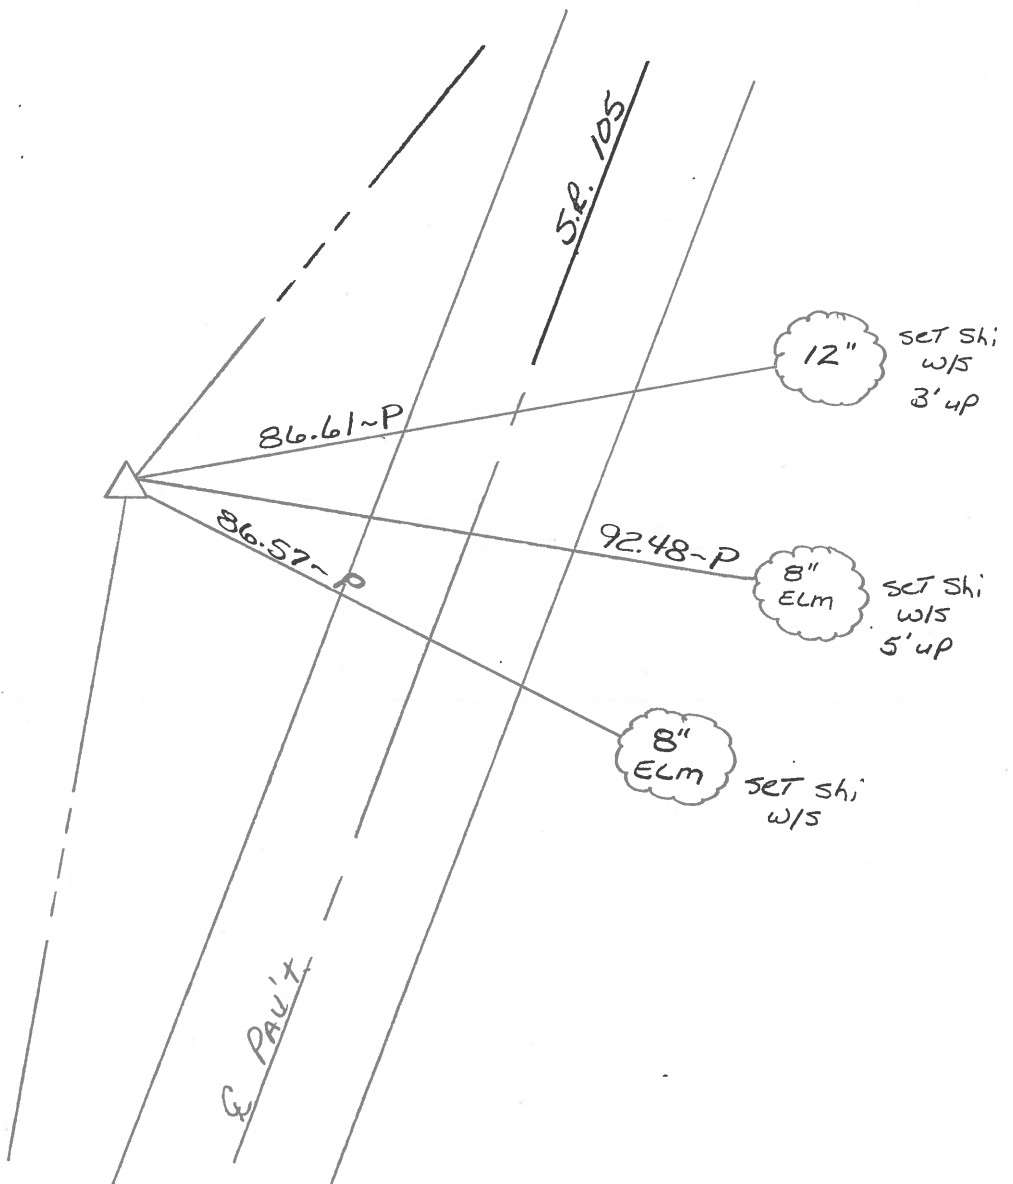 S.R. 105
12"
SET Shi
W/S
3' up
86.61~P
86.57~P
92.48~P
8"
ELM
SET Shi
W/S
5' up
8"
ELM
SET Shi
W/S
℄ PAV'T